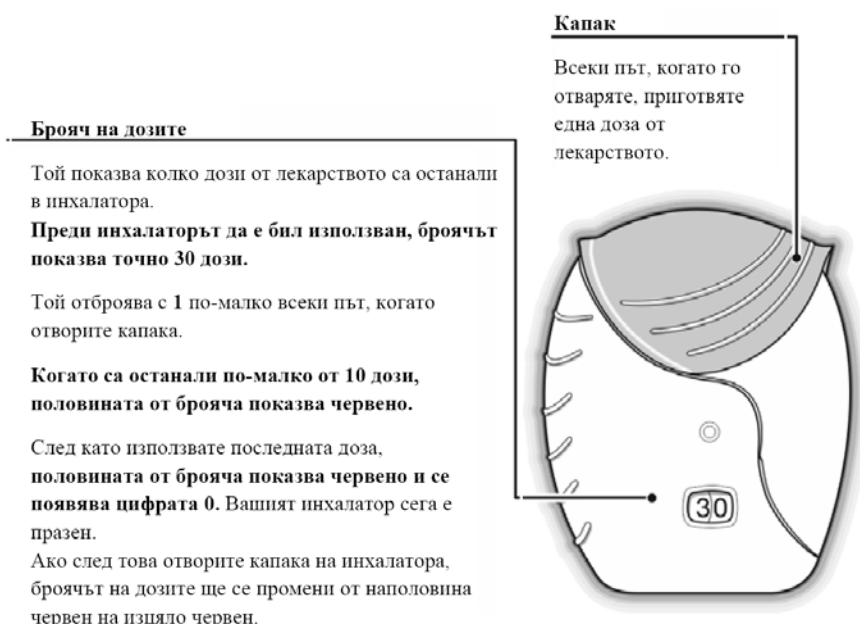 Капак
Всеки път, когато го
отваряте, приготвяте
една доза от
лекарството.
Брояч на дозите
Той показва колко дози от лекарството са останали
в инхалатора.
Преди инхалаторът да е бил използван, броячът
показва точно 30 дози.
Той отброява с 1 по-малко всеки път, когато
отворите капака.
Когато са останали по-малко от 10 дози,
половината от брояча показва червено.
След като използвате последната доза,
половината от брояча показва червено и се
появява цифрата 0. Вашият инхалатор сега е
празен.
Ако след това отворите капака на инхалатора,
броячът на дозите ще се промени от наполовина
червен на изцяло червен.
30